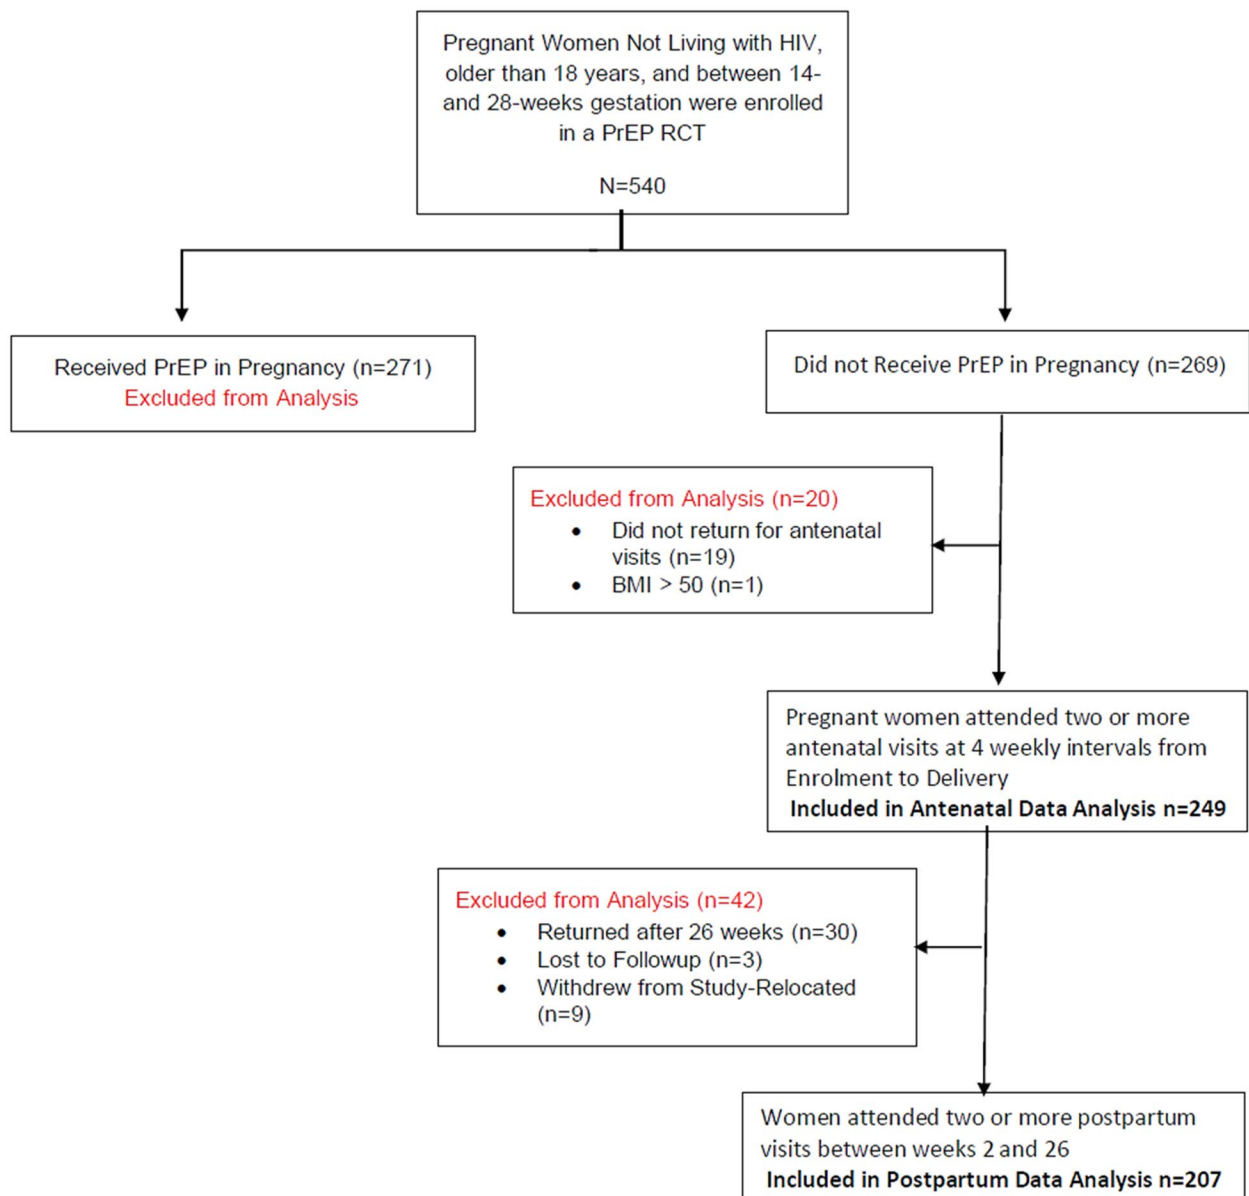 Pregnant Women Not Living with HIV,
older than 18 years, and between 14-
and 28-weeks gestation were enrolled
in a PrEP RCT
N=540
Received PrEP in Pregnancy (n=271)
Excluded from Analysis
Did not Receive PrEP in Pregnancy (n=269)
Excluded from Analysis (n=20)
• Did not return for antenatal
visits (n=19)
• BMI > 50 (n=1)
Pregnant women attended two or more
antenatal visits at 4 weekly intervals from
Enrolment to Delivery
Included in Antenatal Data Analysis n=249
Excluded from Analysis (n=42)
• Returned after 26 weeks (n=30)
• Lost to Followup (n=3)
• Withdrew from Study-Relocated
(n=9)
Women attended two or more postpartum
visits between weeks 2 and 26
Included in Postpartum Data Analysis n=207